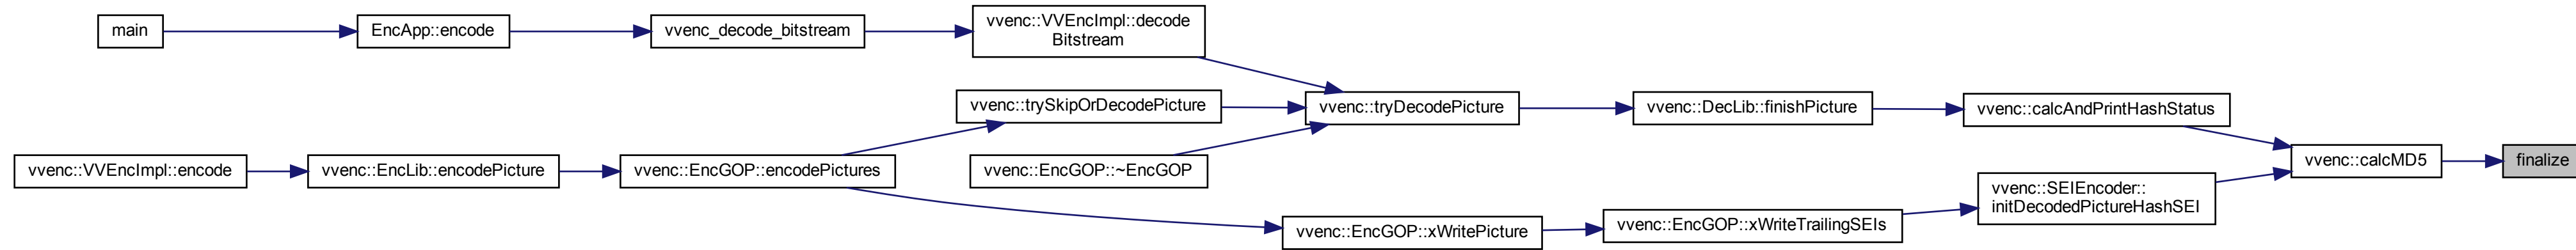 main
EncApp::encode
vvenc_decode_bitstream
vvenc::VVEncImpl::decode
Bitstream
vvenc::trySkipOrDecodePicture
vvenc::tryDecodePicture
vvenc::DecLib::finishPicture
vvenc::calcAndPrintHashStatus
vvenc::VVEncImpl::encode
vvenc::EncLib::encodePicture
vvenc::EncGOP::encodePictures
vvenc::EncGOP::~EncGOP
vvenc::calcMD5
finalize
vvenc::SEIEncoder::
initDecodedPictureHashSEI
vvenc::EncGOP::xWritePicture
vvenc::EncGOP::xWriteTrailingSEIs